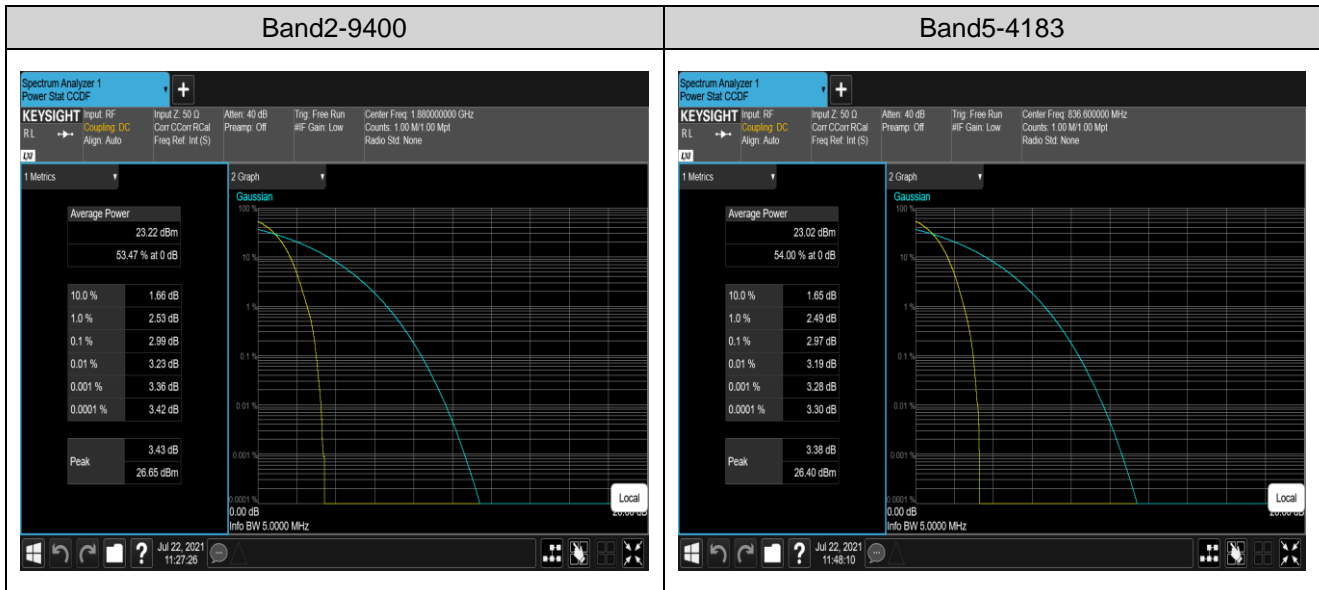 Band2-9400
Spectrum Analyzer 1
Power Stat CCDF
KEYSIGHT Input: RF Input Z: 50 Ω Atten: 40 dB Trig: Free Run Center Freq: 1.880000000 GHz
RL Coupling: DC Corr CCorr RCal Preamp: Off #IF Gain: Low Counts: 1.00 M/1.00 Mpt
Align: Auto Freq Ref: Int (S) Radio Std: None
LXI
1 Metrics
Average Power
23.22 dBm
53.47 % at 0 dB
10.0 % 1.66 dB
1.0 % 2.53 dB
0.1 % 2.99 dB
0.01 % 3.23 dB
0.001 % 3.36 dB
0.0001 % 3.42 dB
Peak 3.43 dB
26.65 dBm
2 Graph
Gaussian
100 %
10 %
1 %
0.1 %
0.01 %
0.001 %
0.0001 %
0.00 dB
Info BW 5.0000 MHz
Local
Jul 22, 2021
11:27:26
Band5-4183
Spectrum Analyzer 1
Power Stat CCDF
KEYSIGHT Input: RF Input Z: 50 Ω Atten: 40 dB Trig: Free Run Center Freq: 836.600000 MHz
RL Coupling: DC Corr CCorr RCal Preamp: Off #IF Gain: Low Counts: 1.00 M/1.00 Mpt
Align: Auto Freq Ref: Int (S) Radio Std: None
LXI
1 Metrics
Average Power
23.02 dBm
54.00 % at 0 dB
10.0 % 1.65 dB
1.0 % 2.49 dB
0.1 % 2.97 dB
0.01 % 3.19 dB
0.001 % 3.28 dB
0.0001 % 3.30 dB
Peak 3.38 dB
26.40 dBm
2 Graph
Gaussian
100 %
10 %
1 %
0.1 %
0.01 %
0.001 %
0.0001 %
0.00 dB
Info BW 5.0000 MHz
Local
Jul 22, 2021
11:48:10